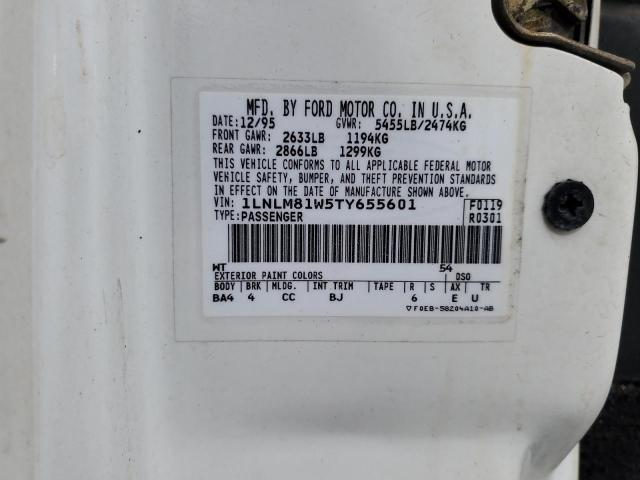 MFD. BY FORD MOTOR CO. IN U.S.A.
DATE: 12/95 GVWR: 5455LB/2474KG
FRONT GAWR: 2633LB 1194KG
REAR GAWR: 2866LB 1299KG
THIS VEHICLE CONFORMS TO ALL APPLICABLE FEDERAL MOTOR
VEHICLE SAFETY, BUMPER, AND THEFT PREVENTION STANDARDS
IN EFFECT ON THE DATE OF MANUFACTURE SHOWN ABOVE.
VIN: 1LNLM81W5TY655601 F0119
TYPE: PASSENGER R0301
WT 54
EXTERIOR PAINT COLORS DSO
BODY BRK MLDG. INT TRIM TAPE R S AX TR
BA4 4 CC BJ 6 E U
▽F0EB-58204A10-AB